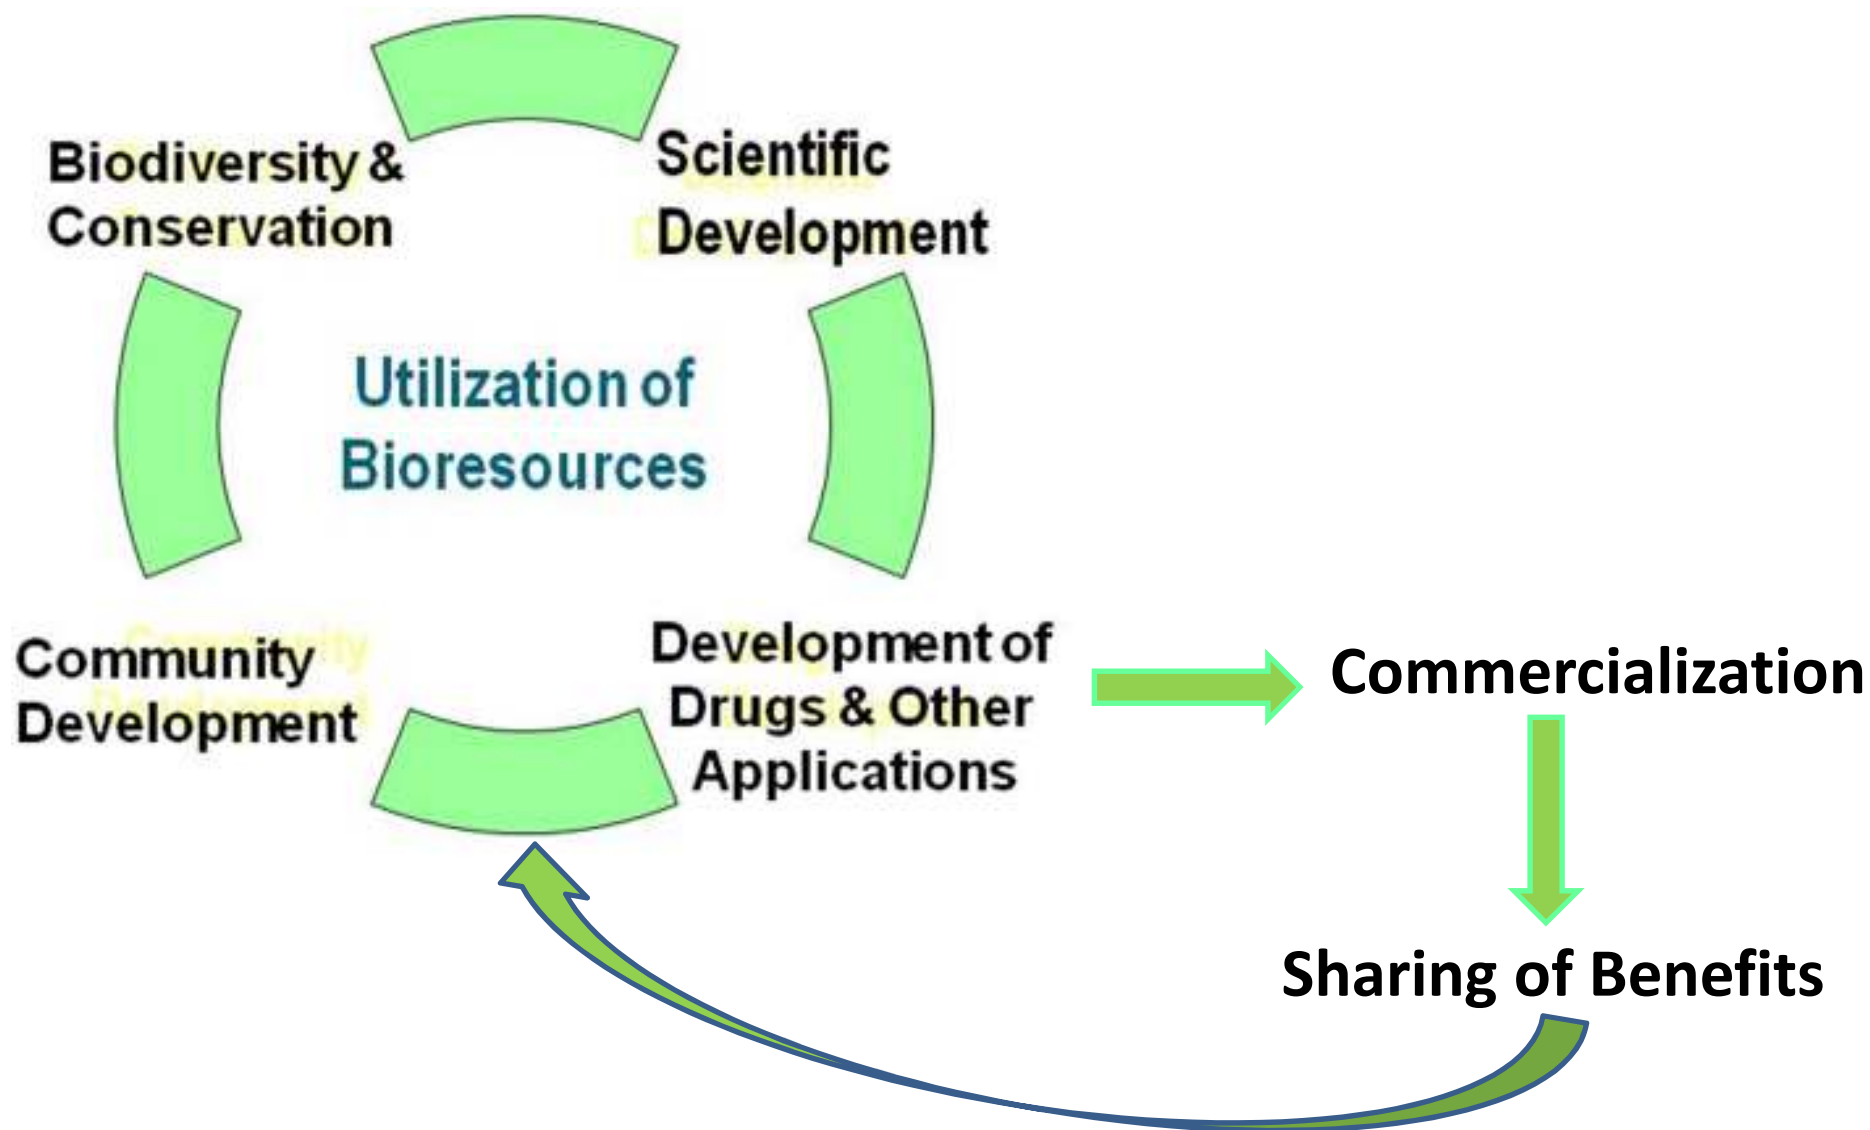 Biodiversity &
Conservation
Scientific
Development
Utilization of
Bioresources
Community
Development
Development of
Drugs & Other
Applications
Commercialization
Sharing of Benefits